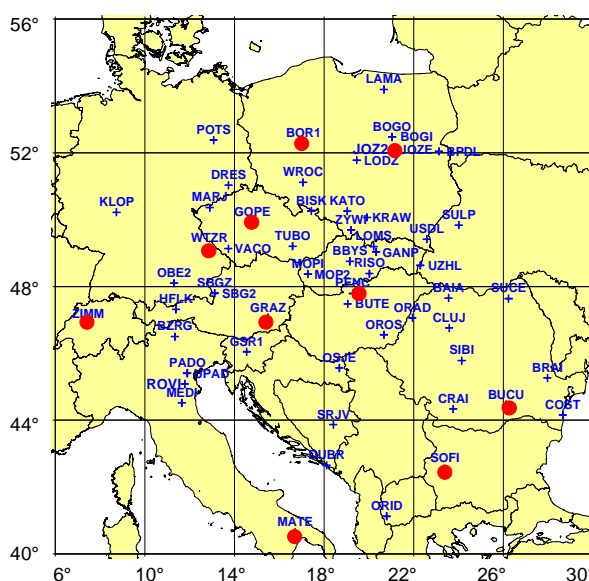 56°
LAMA
POTS
BOR1
BOGO
BOGI
52°
JOZ2
JOZE
BPDL
LODZ
DRES
WROC
KLOP
MARJ
GOPE
BISK
KATO
ZYWI
KRAW
SULP
WTZR
VACO
TUBO
LOMS
USDL
BBYS
GANP
OBE2
SBGZ
MOPI
MOP2
RISO
UZHL
48°
SBG2
PENC
BAIA
SUCE
ZIMM
HFLK
GRAZ
BUTE
ORAD
BZRG
GSR1
OROS
CLUJ
PADO
UPAD
OSJE
SIBI
ROVI
MEDI
BRAI
CRAI
BUCU
COST
44°
SRJV
DUBR
SOFI
ORID
MATE
40°
6°
10°
14°
18°
22°
26°
30°